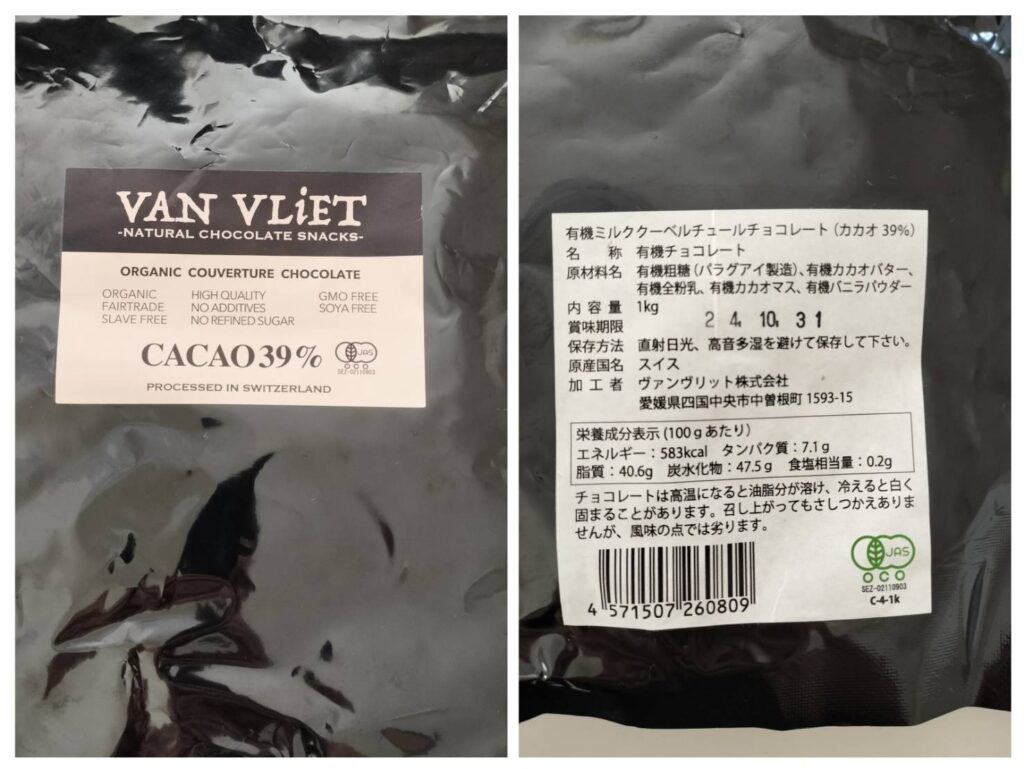 VAN VLiET
-NATURAL CHOCOLATE SNACKS-
ORGANIC COUVERTURE CHOCOLATE
ORGANIC HIGH QUALITY GMO FREE
FAIRTRADE NO ADDITIVES SOYA FREE
SLAVE FREE NO REFINED SUGAR
CACAO 39% JAS
OCO
SEZ-02110903
PROCESSED IN SWITZERLAND
有機ミルククーベルチュールチョコレート(カカオ39%)
名 称 有機チョコレート
原材料名 有機粗糖(パラグアイ製造)、有機カカオバター、
有機全粉乳、有機カカオマス、有機バニラパウダー
内 容 量 1kg
賞味期限 24. 10. 31
保存方法 直射日光、高音多湿を避けて保存して下さい。
原産国名 スイス
加 工 者 ヴァンヴリット株式会社
愛媛県四国中央市中曽根町 1593-15
栄養成分表示(100gあたり)
エネルギー:583kcal タンパク質:7.1g
脂質:40.6g 炭水化物:47.5g 食塩相当量:0.2g
チョコレートは高温になると油脂分が溶け、冷えると白く
固まることがあります。召し上がってもさしつかえありま
せんが、風味の点では劣ります。
JAS
OCO
SEZ-02110903
C-4-1k
4 571507 260809